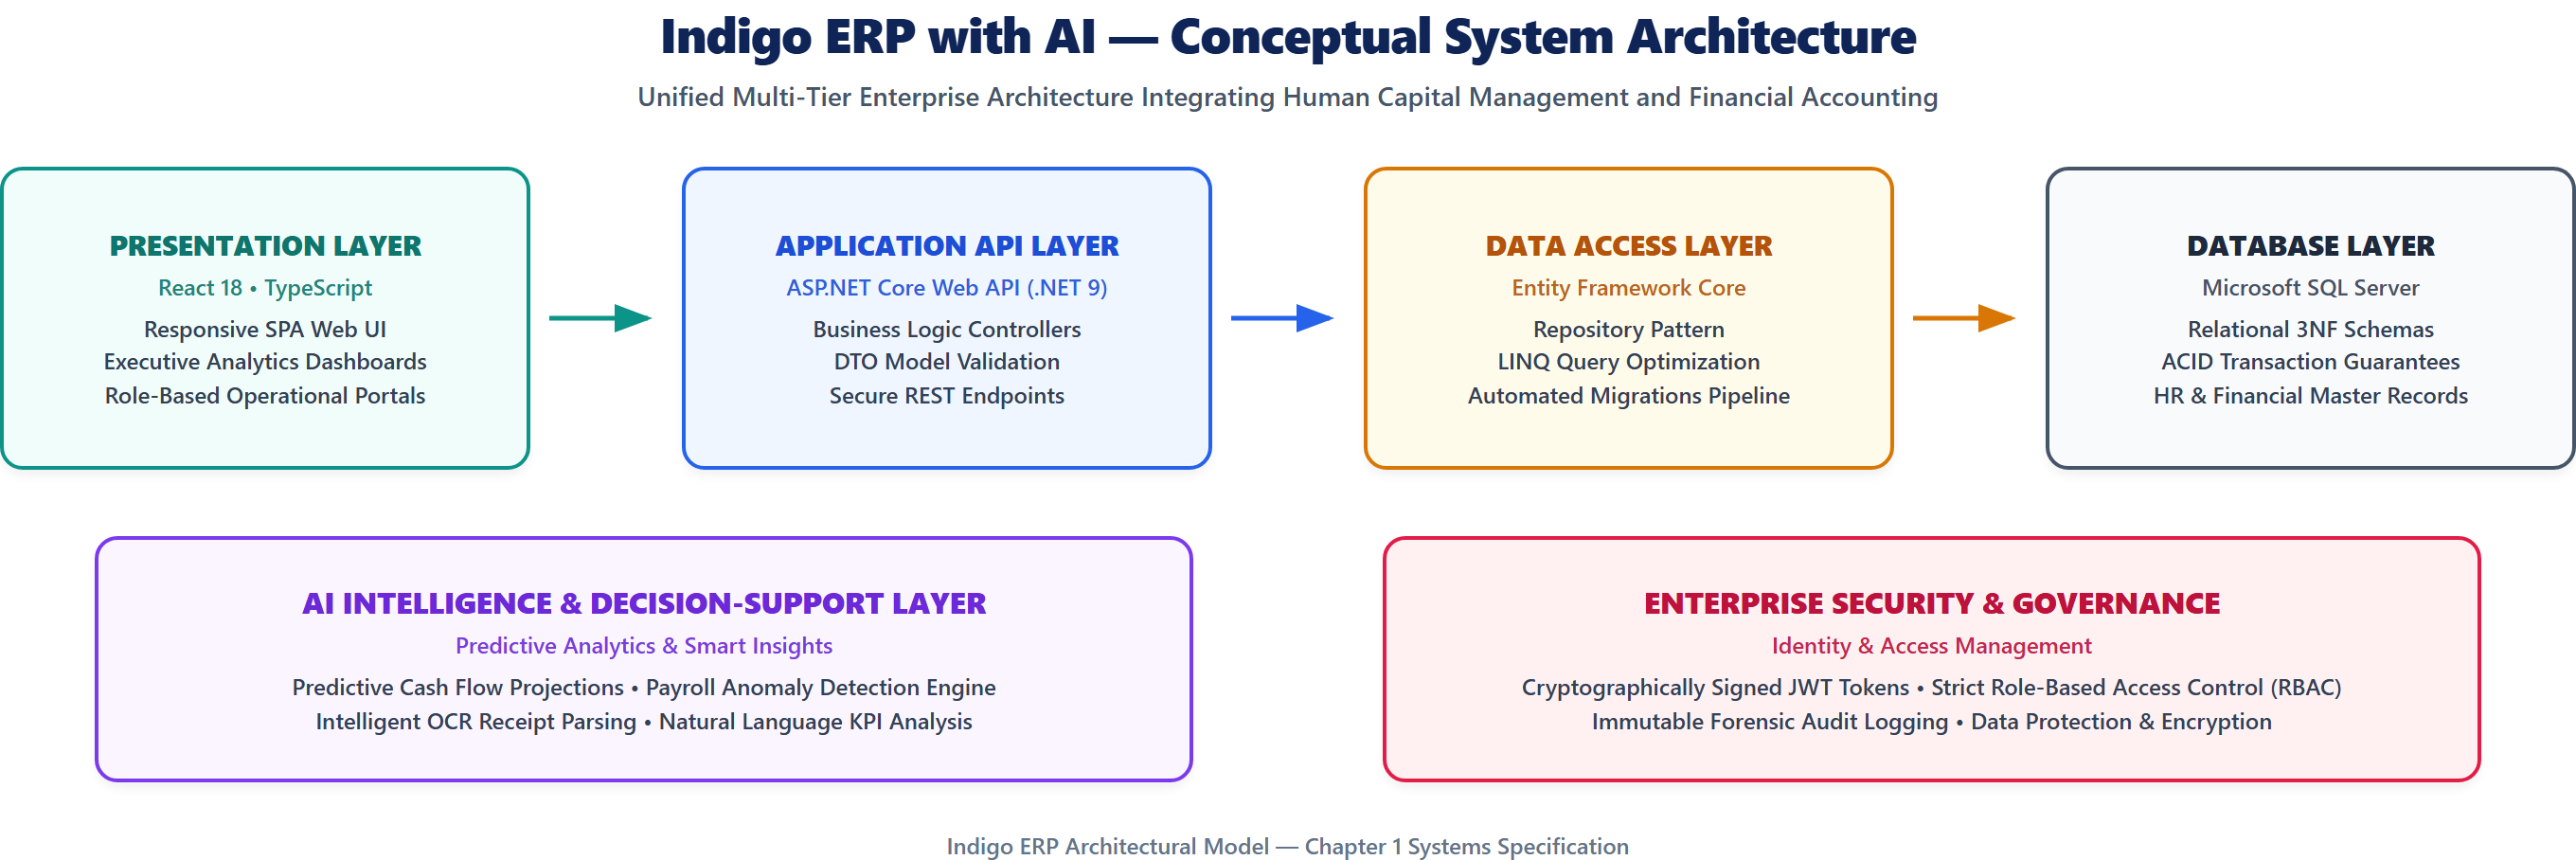 Indigo ERP with AI — Conceptual System Architecture
Unified Multi-Tier Enterprise Architecture Integrating Human Capital Management and Financial Accounting
PRESENTATION LAYER
React 18 • TypeScript
Responsive SPA Web UI
Executive Analytics Dashboards
Role-Based Operational Portals
APPLICATION API LAYER
ASP.NET Core Web API (.NET 9)
Business Logic Controllers
DTO Model Validation
Secure REST Endpoints
DATA ACCESS LAYER
Entity Framework Core
Repository Pattern
LINQ Query Optimization
Automated Migrations Pipeline
DATABASE LAYER
Microsoft SQL Server
Relational 3NF Schemas
ACID Transaction Guarantees
HR & Financial Master Records
AI INTELLIGENCE & DECISION-SUPPORT LAYER
Predictive Analytics & Smart Insights
Predictive Cash Flow Projections • Payroll Anomaly Detection Engine
Intelligent OCR Receipt Parsing • Natural Language KPI Analysis
ENTERPRISE SECURITY & GOVERNANCE
Identity & Access Management
Cryptographically Signed JWT Tokens • Strict Role-Based Access Control (RBAC)
Immutable Forensic Audit Logging • Data Protection & Encryption
Indigo ERP Architectural Model — Chapter 1 Systems Specification